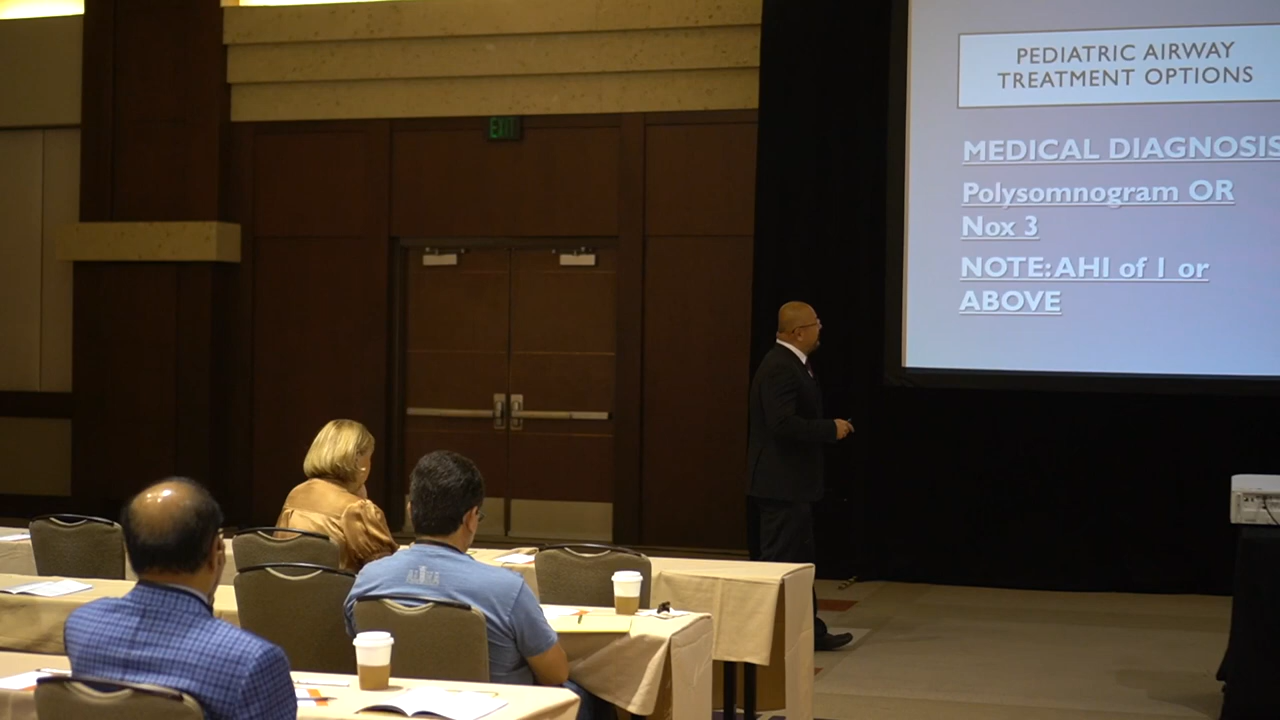 EXIT
PEDIATRIC AIRWAY
TREATMENT OPTIONS
MEDICAL DIAGNOSIS
Polysomnogram OR
Nox 3
NOTE: AHI of 1 or
ABOVE